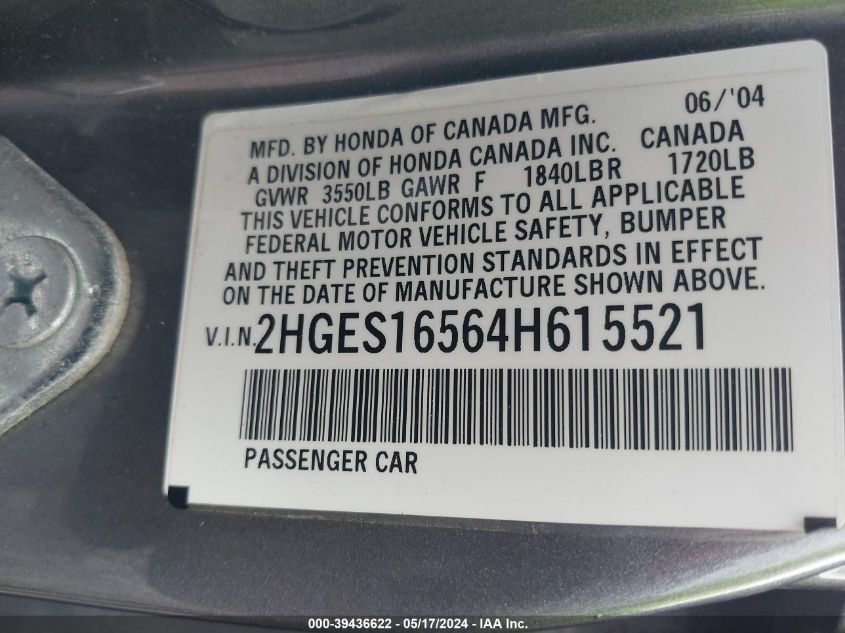 06/'04
MFD. BY HONDA OF CANADA MFG.
A DIVISION OF HONDA CANADA INC. CANADA
GVWR 3550LB GAWR F 1840LBR 1720LB
THIS VEHICLE CONFORMS TO ALL APPLICABLE
FEDERAL MOTOR VEHICLE SAFETY, BUMPER
AND THEFT PREVENTION STANDARDS IN EFFECT
ON THE DATE OF MANUFACTURE SHOWN ABOVE.
V.I.N. 2HGES16564H615521
PASSENGER CAR
000-39436622 - 05/17/2024 - IAA Inc.